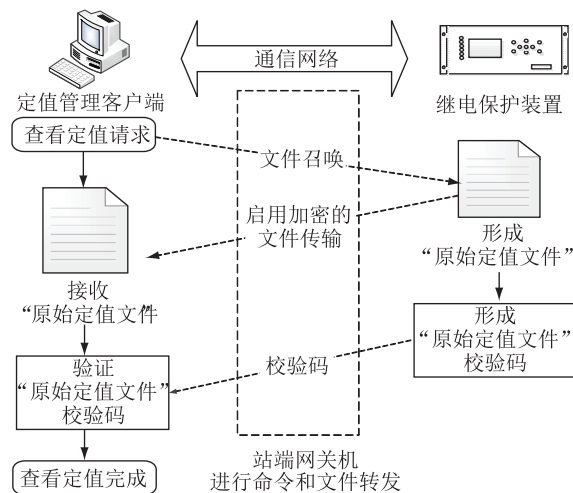 通信网络
定值管理客户端
继电保护装置
查看定值请求
文件召唤
启用加密的
文件传输
形成
“原始定值文件”
接收
“原始定值文件”
形成
“原始定值文件”
校验码
校验码
验证
“原始定值文件”
校验码
查看定值完成
站端网关机
进行命令和文件转发